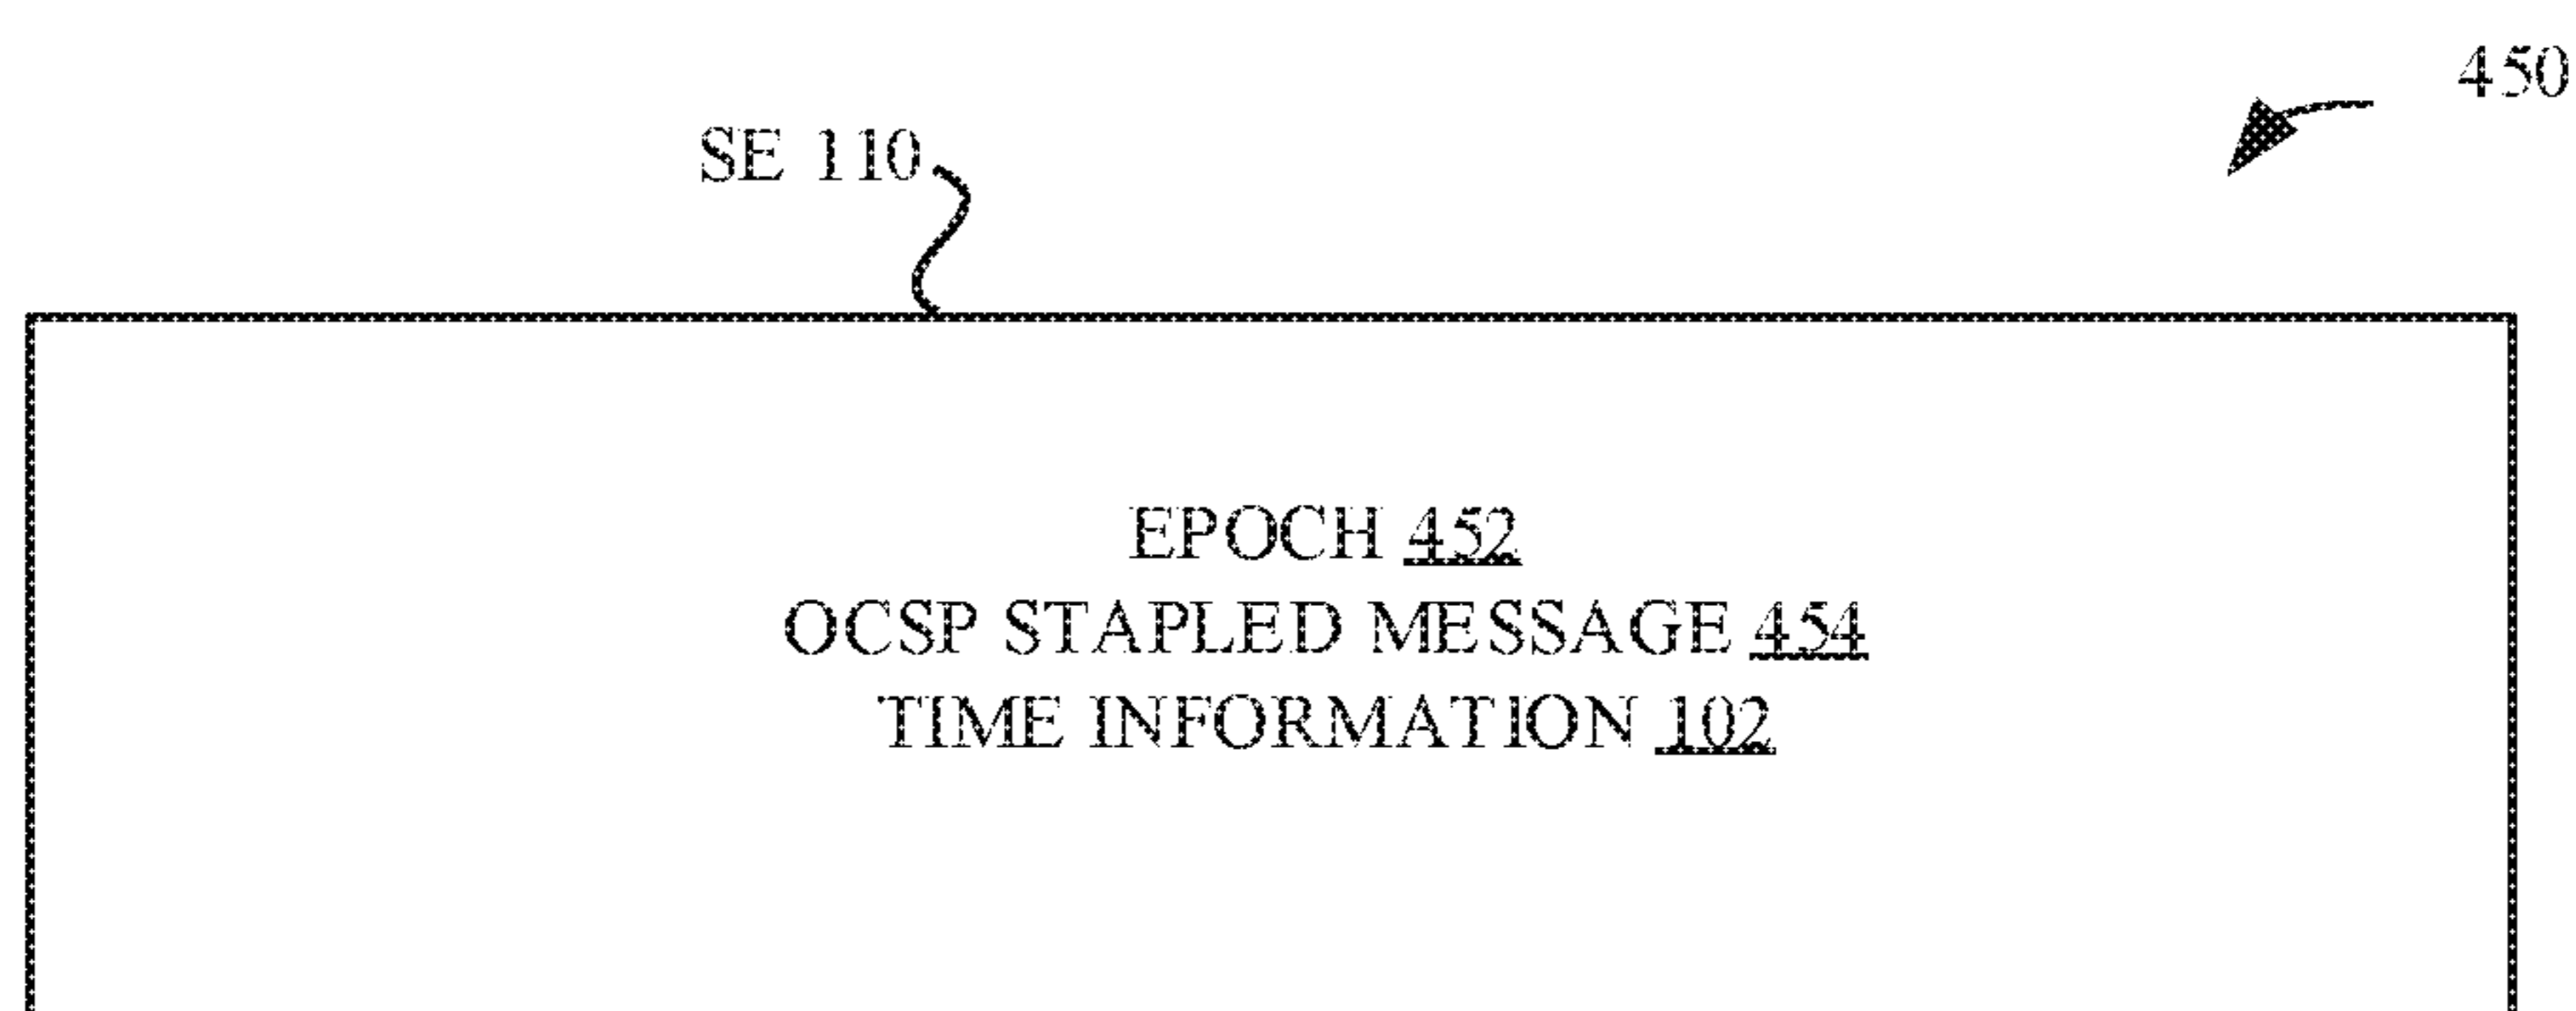 450
SE 110
EPOCH 452
OCSP STAPLED MESSAGE 454
TIME INFORMATION 102